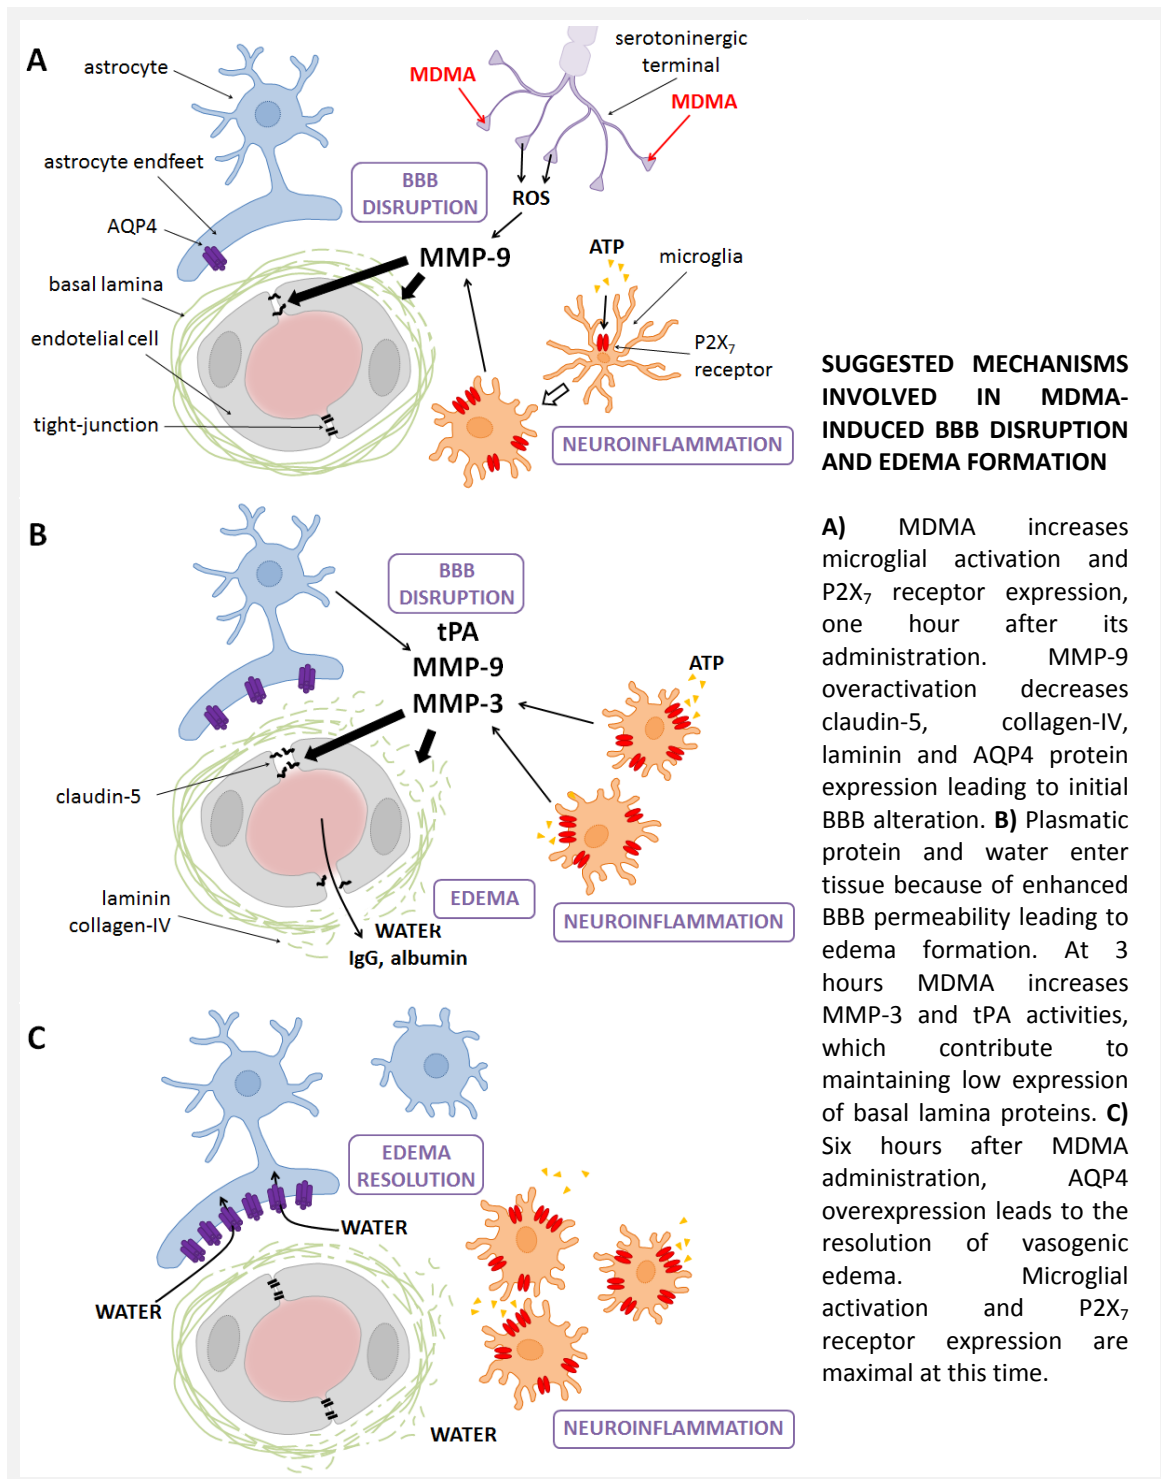 A
astrocyte
astrocyte endfeet
AQP4
basal lamina
endotelial cell
tight-junction
MDMA
serotoninergic
terminal
MDMA
BBB
DISRUPTION
ROS
MMP-9
ATP
microglia
P2X₇
receptor
NEUROINFLAMMATION
B
BBB
DISRUPTION
tPA
MMP-9
MMP-3
ATP
claudin-5
laminin
collagen-IV
EDEMA
WATER
IgG, albumin
NEUROINFLAMMATION
C
EDEMA
RESOLUTION
WATER
WATER
WATER
NEUROINFLAMMATION
SUGGESTED MECHANISMS
INVOLVED IN MDMA-
INDUCED BBB DISRUPTION
AND EDEMA FORMATION
A) MDMA increases
microglial activation and
P2X₇ receptor expression,
one hour after its
administration. MMP-9
overactivation decreases
claudin-5, collagen-IV,
laminin and AQP4 protein
expression leading to initial
BBB alteration. B) Plasmatic
protein and water enter
tissue because of enhanced
BBB permeability leading to
edema formation. At 3
hours MDMA increases
MMP-3 and tPA activities,
which contribute to
maintaining low expression
of basal lamina proteins. C)
Six hours after MDMA
administration, AQP4
overexpression leads to the
resolution of vasogenic
edema. Microglial
activation and P2X₇
receptor expression are
maximal at this time.